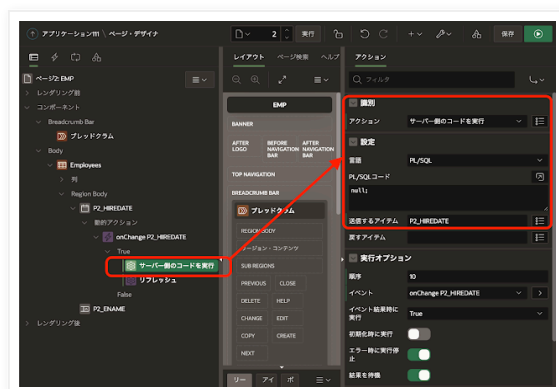 アプリケーション111 \ ページ・デザイナ
2
実行
保存
ページ2: EMP
レンダリング前
コンポーネント
Breadcrumb Bar
ブレッドクラム
Body
Employees
列
Region Body
P2_HIREDATE
動的アクション
onChange P2_HIREDATE
True
サーバー側のコードを実行
リフレッシュ
False
P2_ENAME
レンダリング後
レイアウト ページ検索 ヘルプ
EMP
BANNER
AFTER LOGO
BEFORE NAVIGATION BAR
AFTER NAVIGATION BAR
TOP NAVIGATION
BREADCRUMB BAR
ブレッドクラム
REGION BODY
リージョン・コンテンツ
SUB REGIONS
PREVIOUS CLOSE
DELETE HELP
CHANGE EDIT
COPY CREATE
NEXT
リー アイ ボ
アクション
フィルタ
識別
アクション サーバー側のコードを実行
設定
言語 PL/SQL
PL/SQLコード
null;
送信するアイテム P2_HIREDATE
戻すアイテム
実行オプション
順序 10
イベント onChange P2_HIREDATE
イベント結果時に実行 True
初期化時に実行
エラー時に実行停止
結果を待機